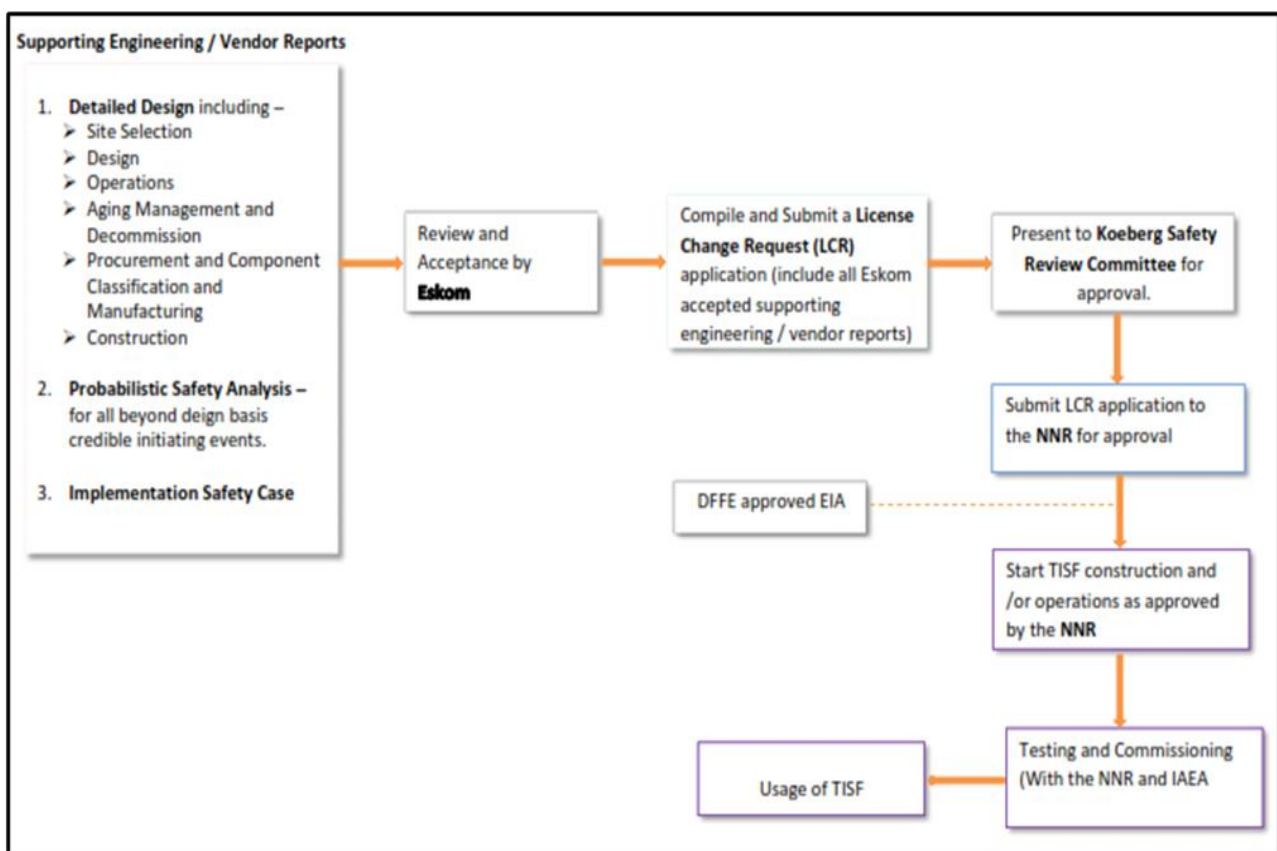 Supporting Engineering / Vendor Reports
1. Detailed Design including –
➢ Site Selection
➢ Design
➢ Operations
➢ Aging Management and
Decommission
➢ Procurement and Component
Classification and
Manufacturing
➢ Construction
2. Probabilistic Safety Analysis –
for all beyond deign basis
credible initiating events.
3. Implementation Safety Case
Review and
Acceptance by
Eskom
Compile and Submit a License
Change Request (LCR)
application (include all Eskom
accepted supporting
engineering / vendor reports)
Present to Koeberg Safety
Review Committee for
approval.
Submit LCR application to
the NNR for approval
DFFE approved EIA
Start TISF construction and
/or operations as approved
by the NNR
Testing and Commissioning
(With the NNR and IAEA
Usage of TISF